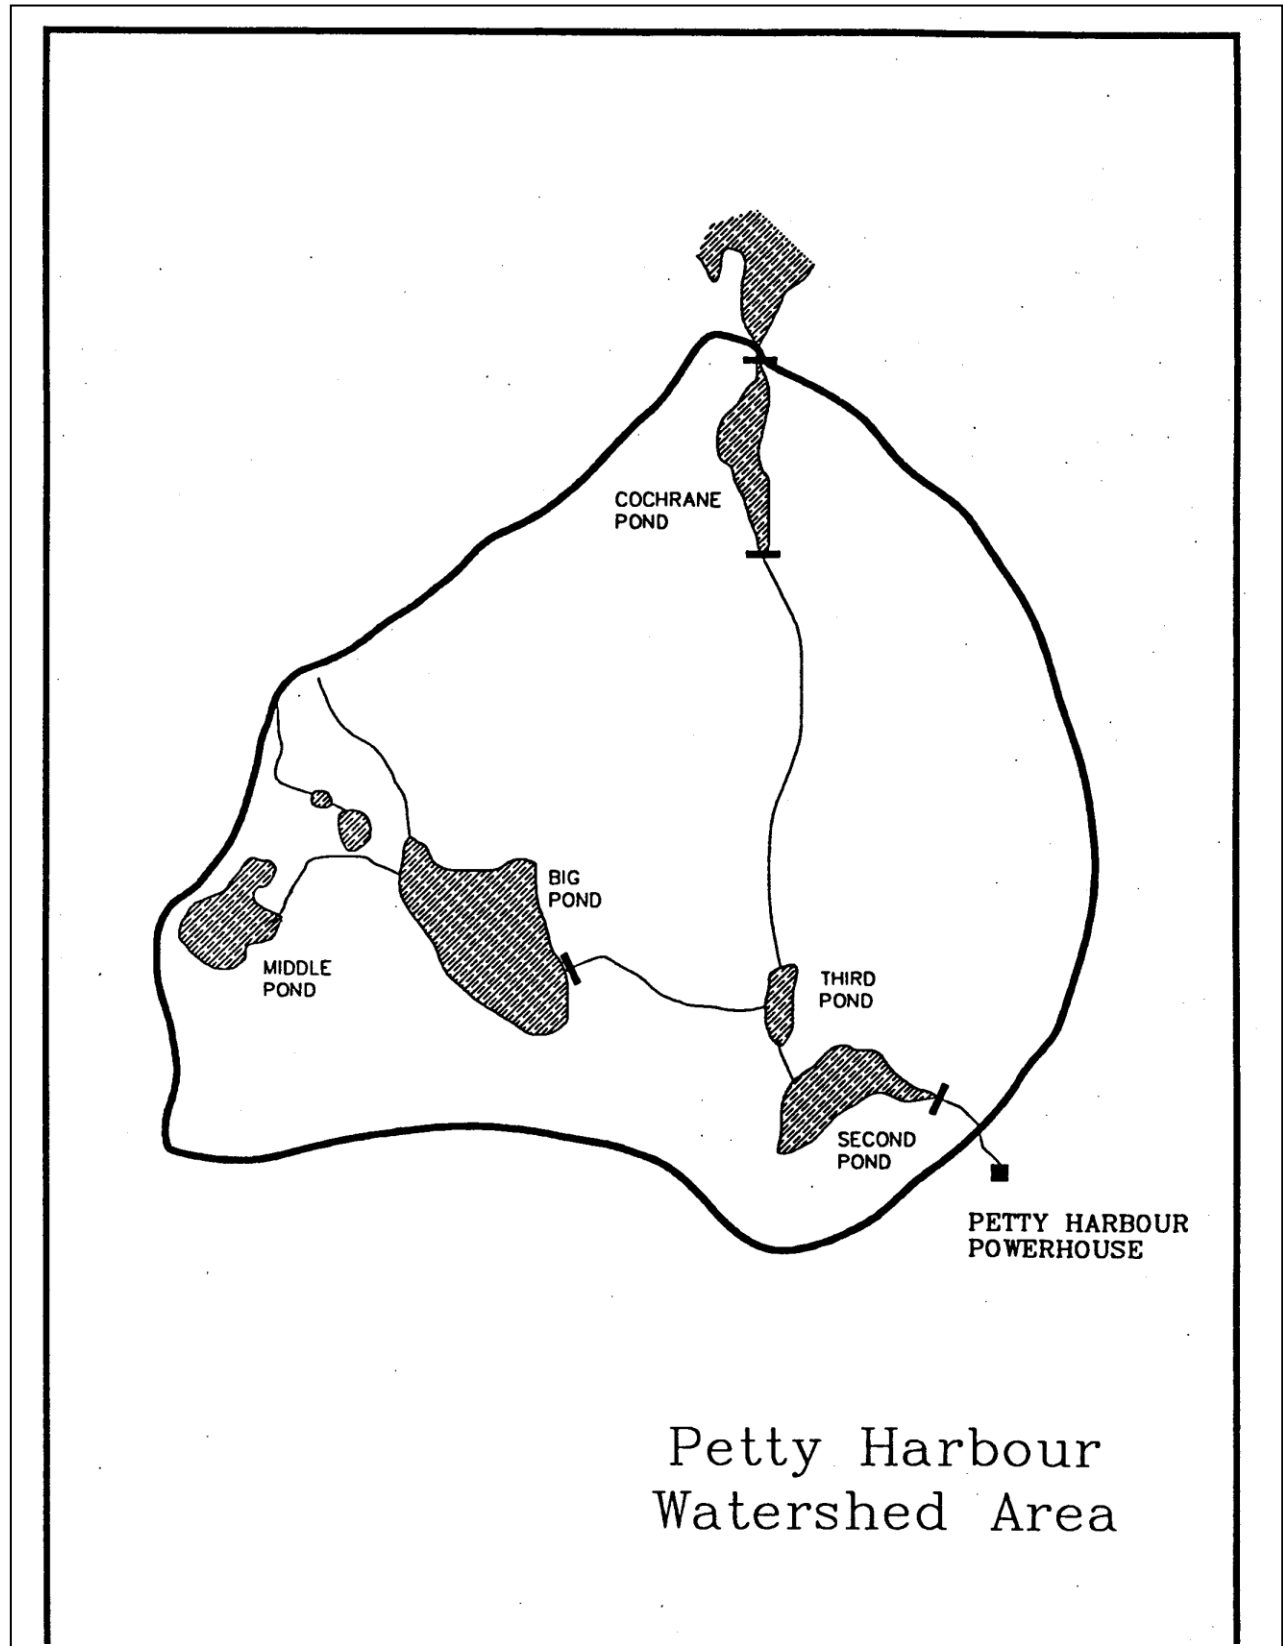 COCHRANE
POND
BIG
POND
MIDDLE
POND
THIRD
POND
SECOND
POND
PETTY HARBOUR
POWERHOUSE
Petty Harbour
Watershed Area